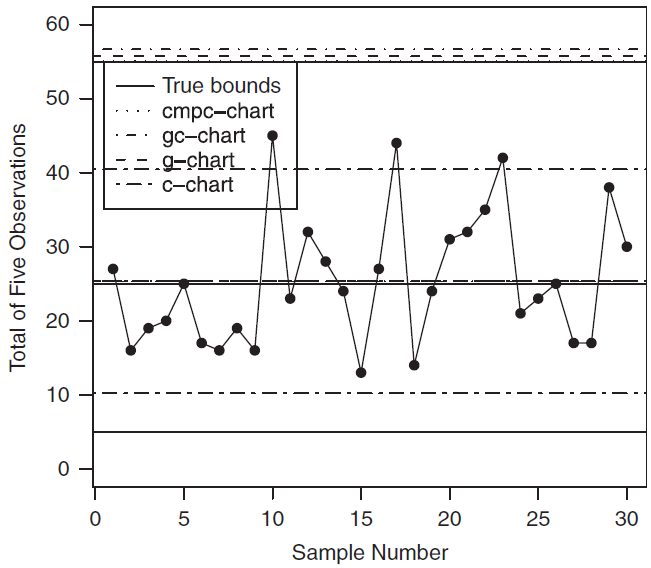 60
50
40
30
20
10
0
Total of Five Observations
True bounds
cmpc–chart
gc–chart
g–chart
c–chart
0 5 10 15 20 25 30
Sample Number